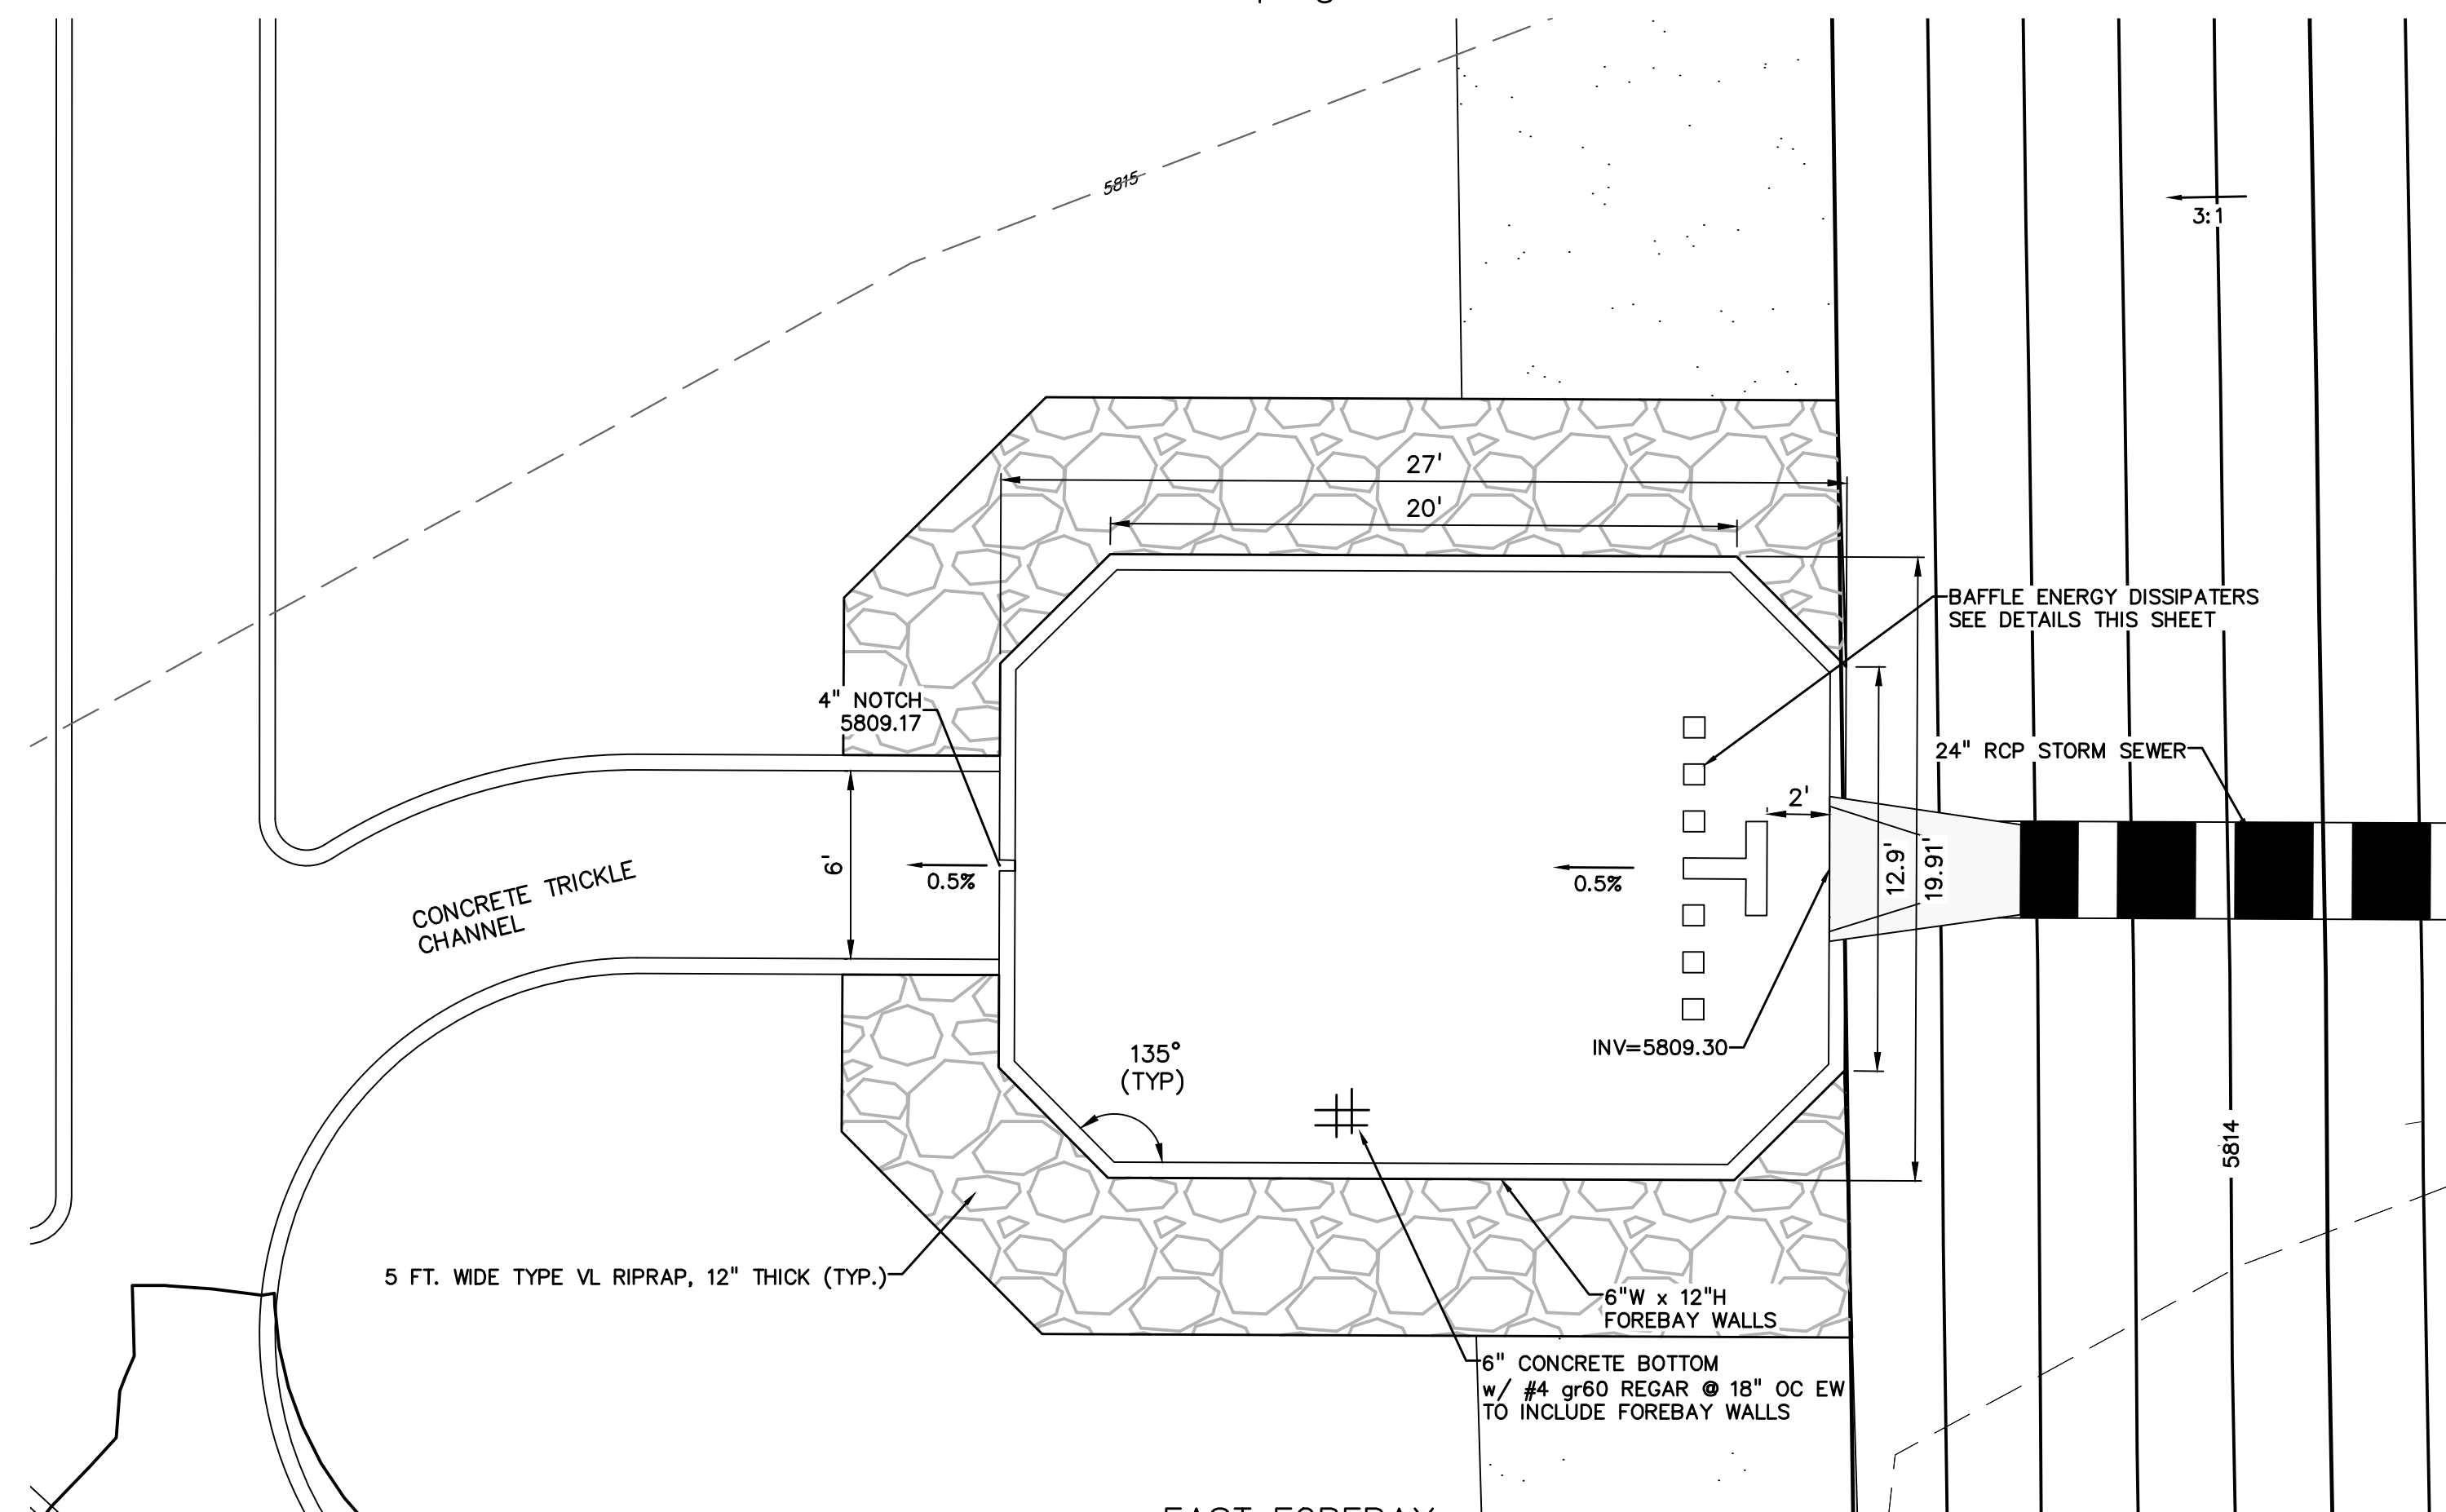 5815
3:1
27'
20'
BAFFLE ENERGY DISSIPATERS
SEE DETAILS THIS SHEET
4" NOTCH
5809.17
24" RCP STORM SEWER
2'
6'
0.5%
0.5%
12.9'
19.91'
CONCRETE TRICKLE
CHANNEL
INV=5809.30
135°
(TYP)
5814
5 FT. WIDE TYPE VL RIPRAP, 12" THICK (TYP.)
6"W x 12"H
FOREBAY WALLS
6" CONCRETE BOTTOM
w/ #4 gr60 REGAR @ 18" OC EW
TO INCLUDE FOREBAY WALLS
EAST FOREBAY